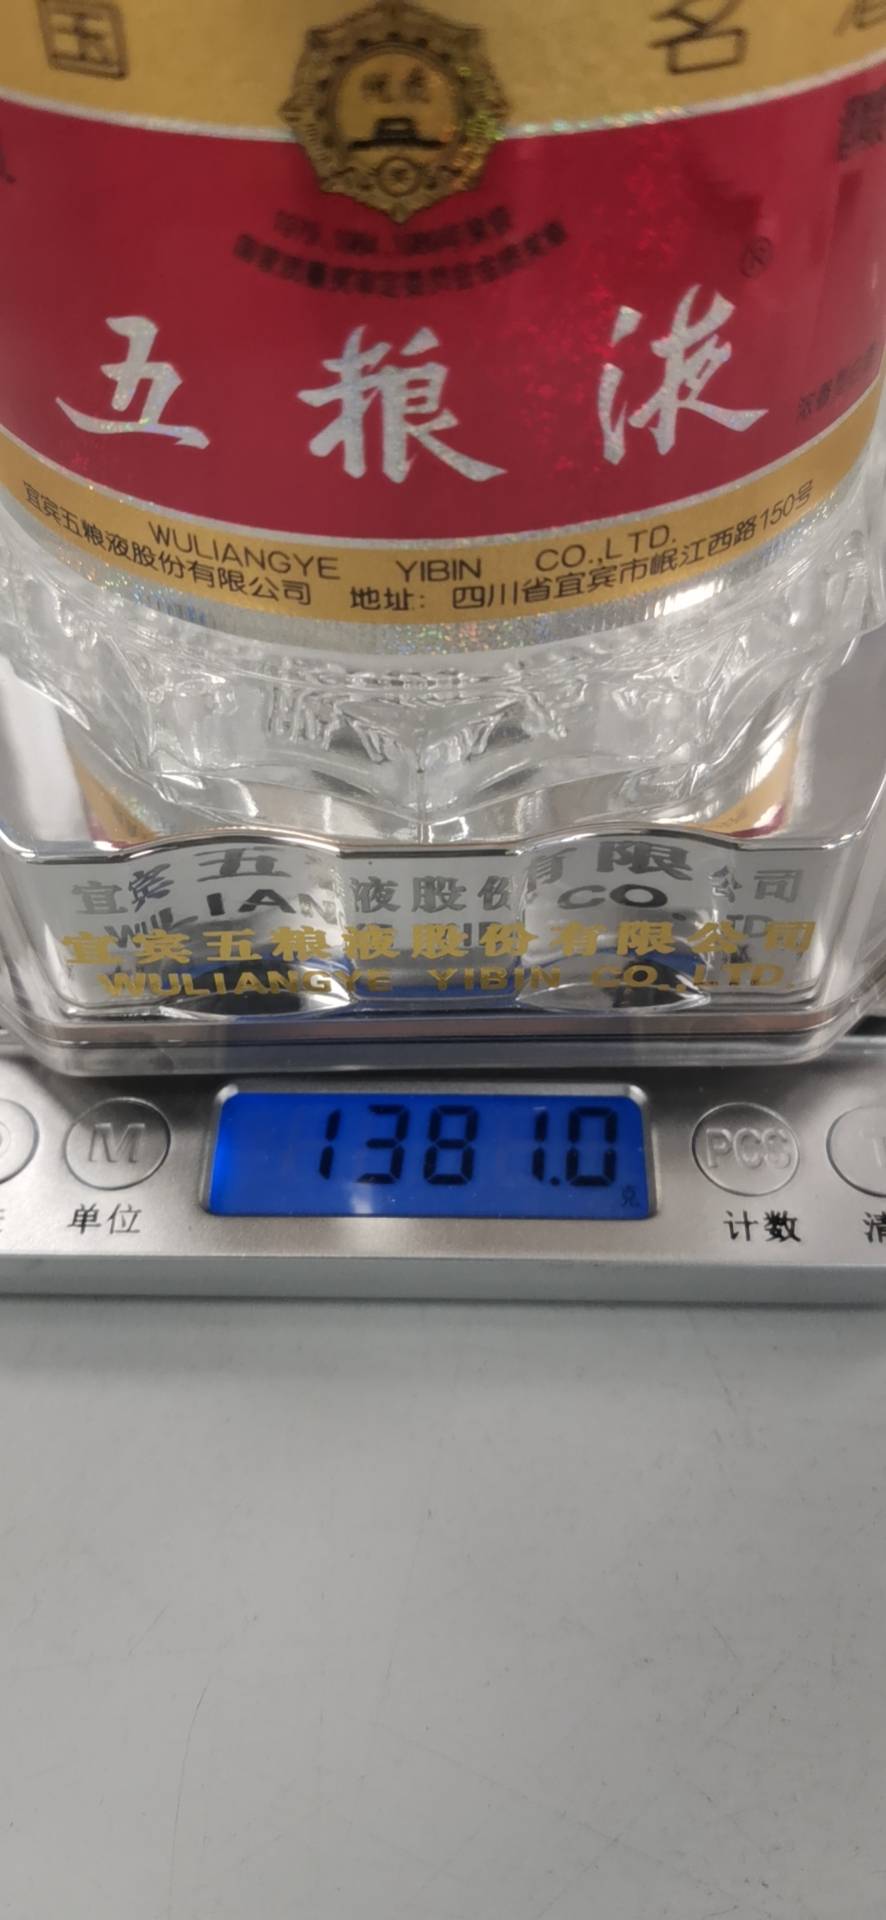 国 名
五粮液
®
WULIANGYE YIBIN CO.,LTD.
宜宾五粮液股份有限公司 地址：四川省宜宾市岷江西路150号
宜宾五粮液股份有限公司
WULIANGYE YIBIN CO.,LTD.
1381.0
克
M PCS
单位 计数